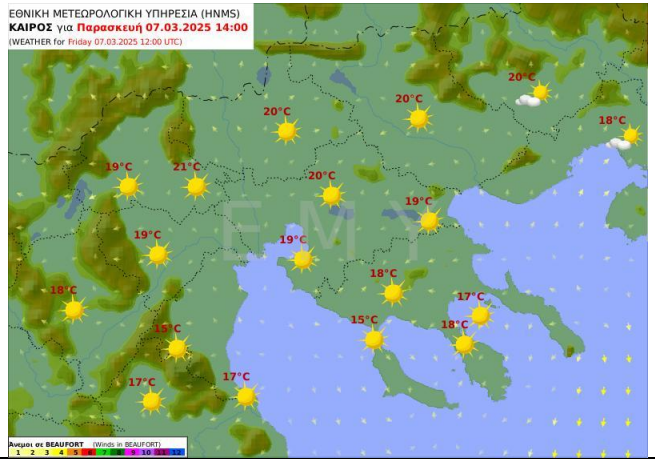 ΕΘΝΙΚΗ ΜΕΤΕΩΡΟΛΟΓΙΚΗ ΥΠΗΡΕΣΙΑ (HNMS)
ΚΑΙΡΟΣ για Παρασκευή 07.03.2025 14:00
(WEATHER for Friday 07.03.2025 12:00 UTC)
20°C
20°C
20°C
18°C
19°C
21°C
20°C
19°C
ΕΜΥ
19°C
19°C
18°C
18°C
17°C
15°C
15°C
18°C
17°C
17°C
Άνεμοι σε BEAUFORT (Winds in BEAUFORT)
1 2 3 4 5 6 7 8 9 10 11 12